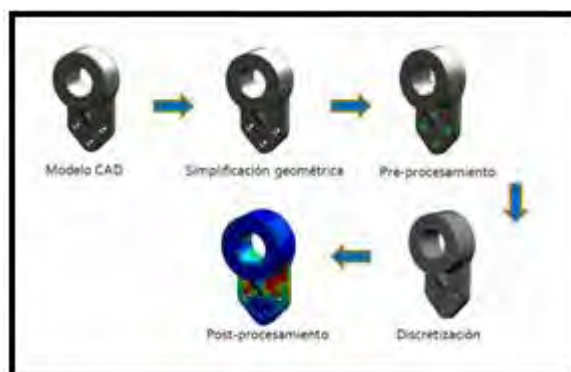 Modelo CAD
Simplificación geométrica
Pre-procesamiento
Post-procesamiento
Discretización